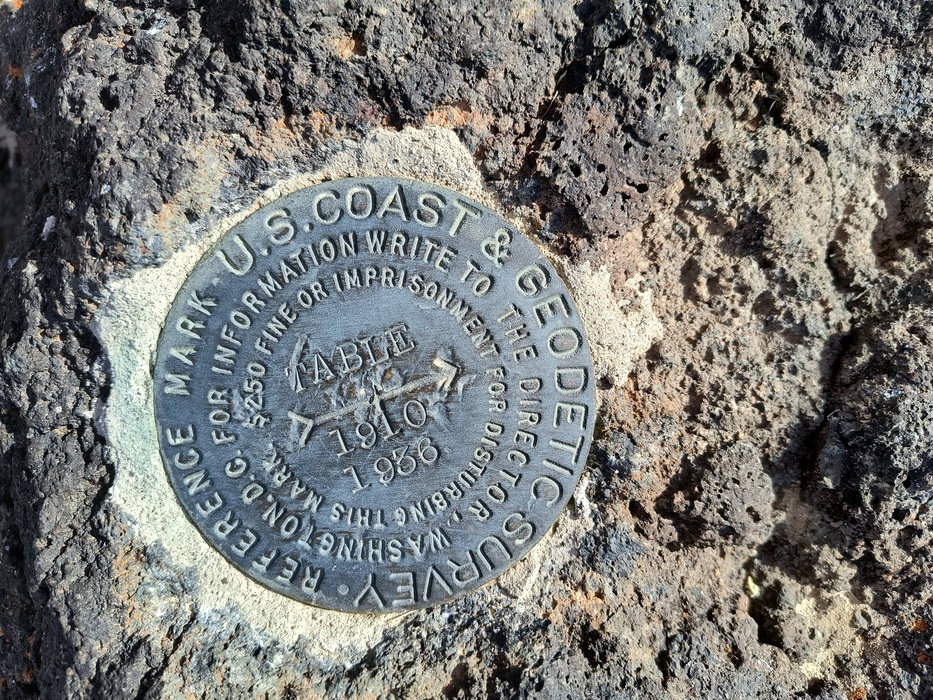 U.S. COAST & GEODETIC SURVEY
REFERENCE MARK
FOR INFORMATION WRITE TO THE DIRECTOR, WASHINGTON, D.C.
$250 FINE OR IMPRISONMENT FOR DISTURBING THIS MARK.
TABLE
1910
1936